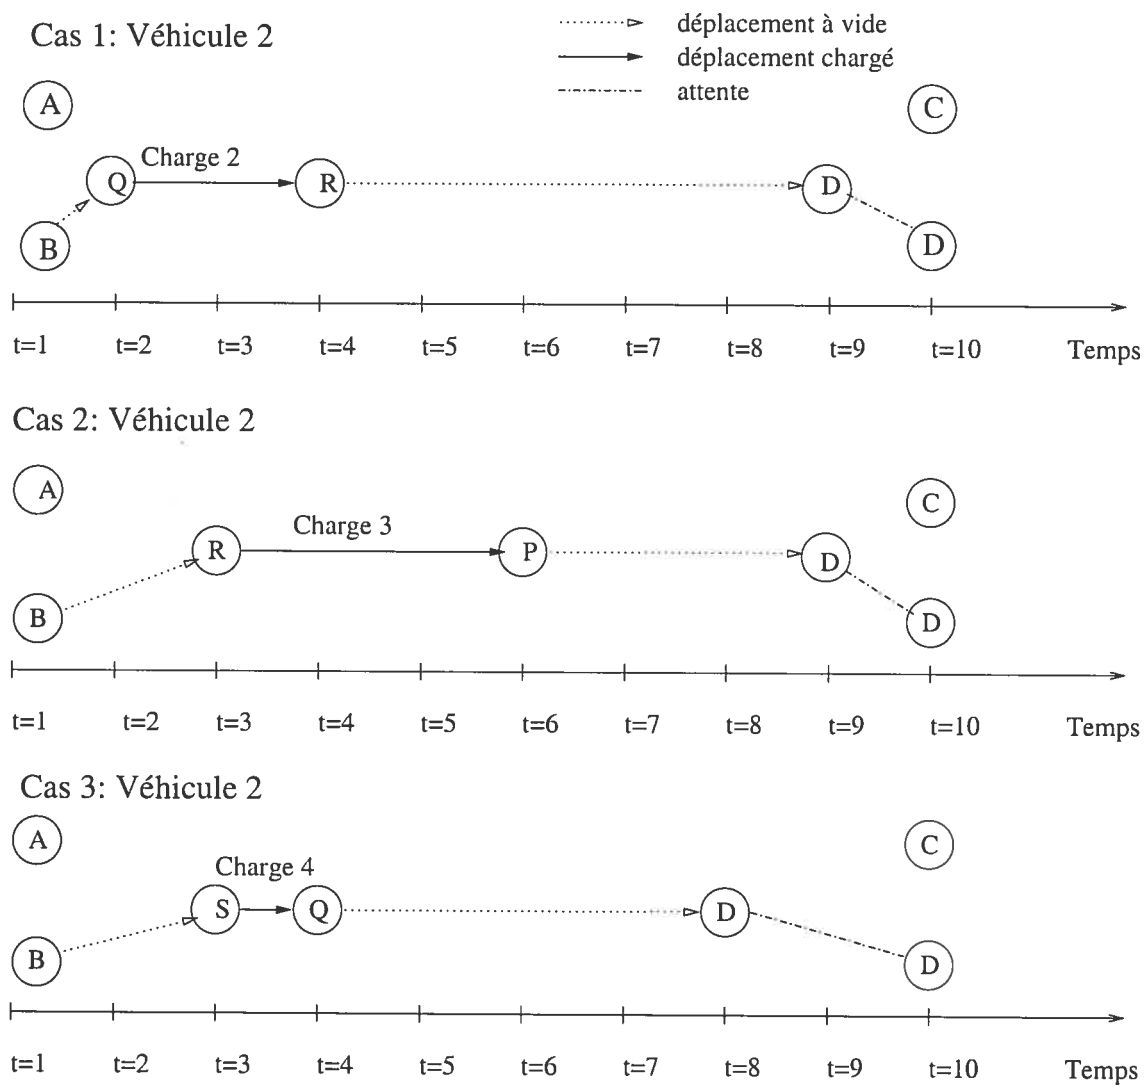 Cas 1: Véhicule 2
déplacement à vide
déplacement chargé
attente
A
C
Charge 2
Q
R
D
B
D
t=1 t=2 t=3 t=4 t=5 t=6 t=7 t=8 t=9 t=10 Temps
Cas 2: Véhicule 2
A
C
Charge 3
R
P
D
B
D
t=1 t=2 t=3 t=4 t=5 t=6 t=7 t=8 t=9 t=10 Temps
Cas 3: Véhicule 2
A
C
Charge 4
S
Q
D
B
D
t=1 t=2 t=3 t=4 t=5 t=6 t=7 t=8 t=9 t=10 Temps